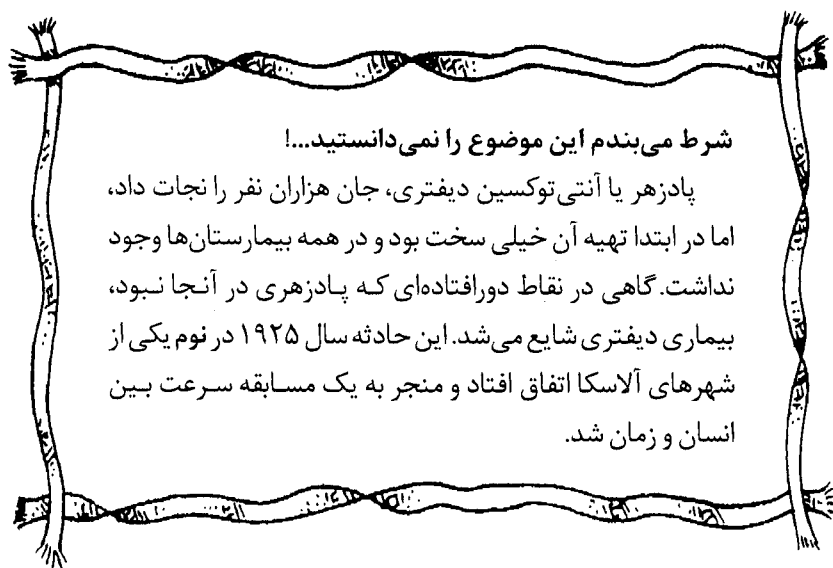 شرط می‌بندم این موضوع را نمی‌دانستید...!
پادزهر یا آنتی‌توکسین دیفتری، جان هزاران نفر را نجات داد،
اما در ابتدا تهیه آن خیلی سخت بود و در همه بیمارستان‌ها وجود
نداشت. گاهی در نقاط دورافتاده‌ای که پادزهری در آنجا نبود،
بیماری دیفتری شایع می‌شد. این حادثه سال ۱۹۲۵ در نوم یکی از
شهرهای آلاسکا اتفاق افتاد و منجر به یک مسابقه سرعت بین
انسان و زمان شد.